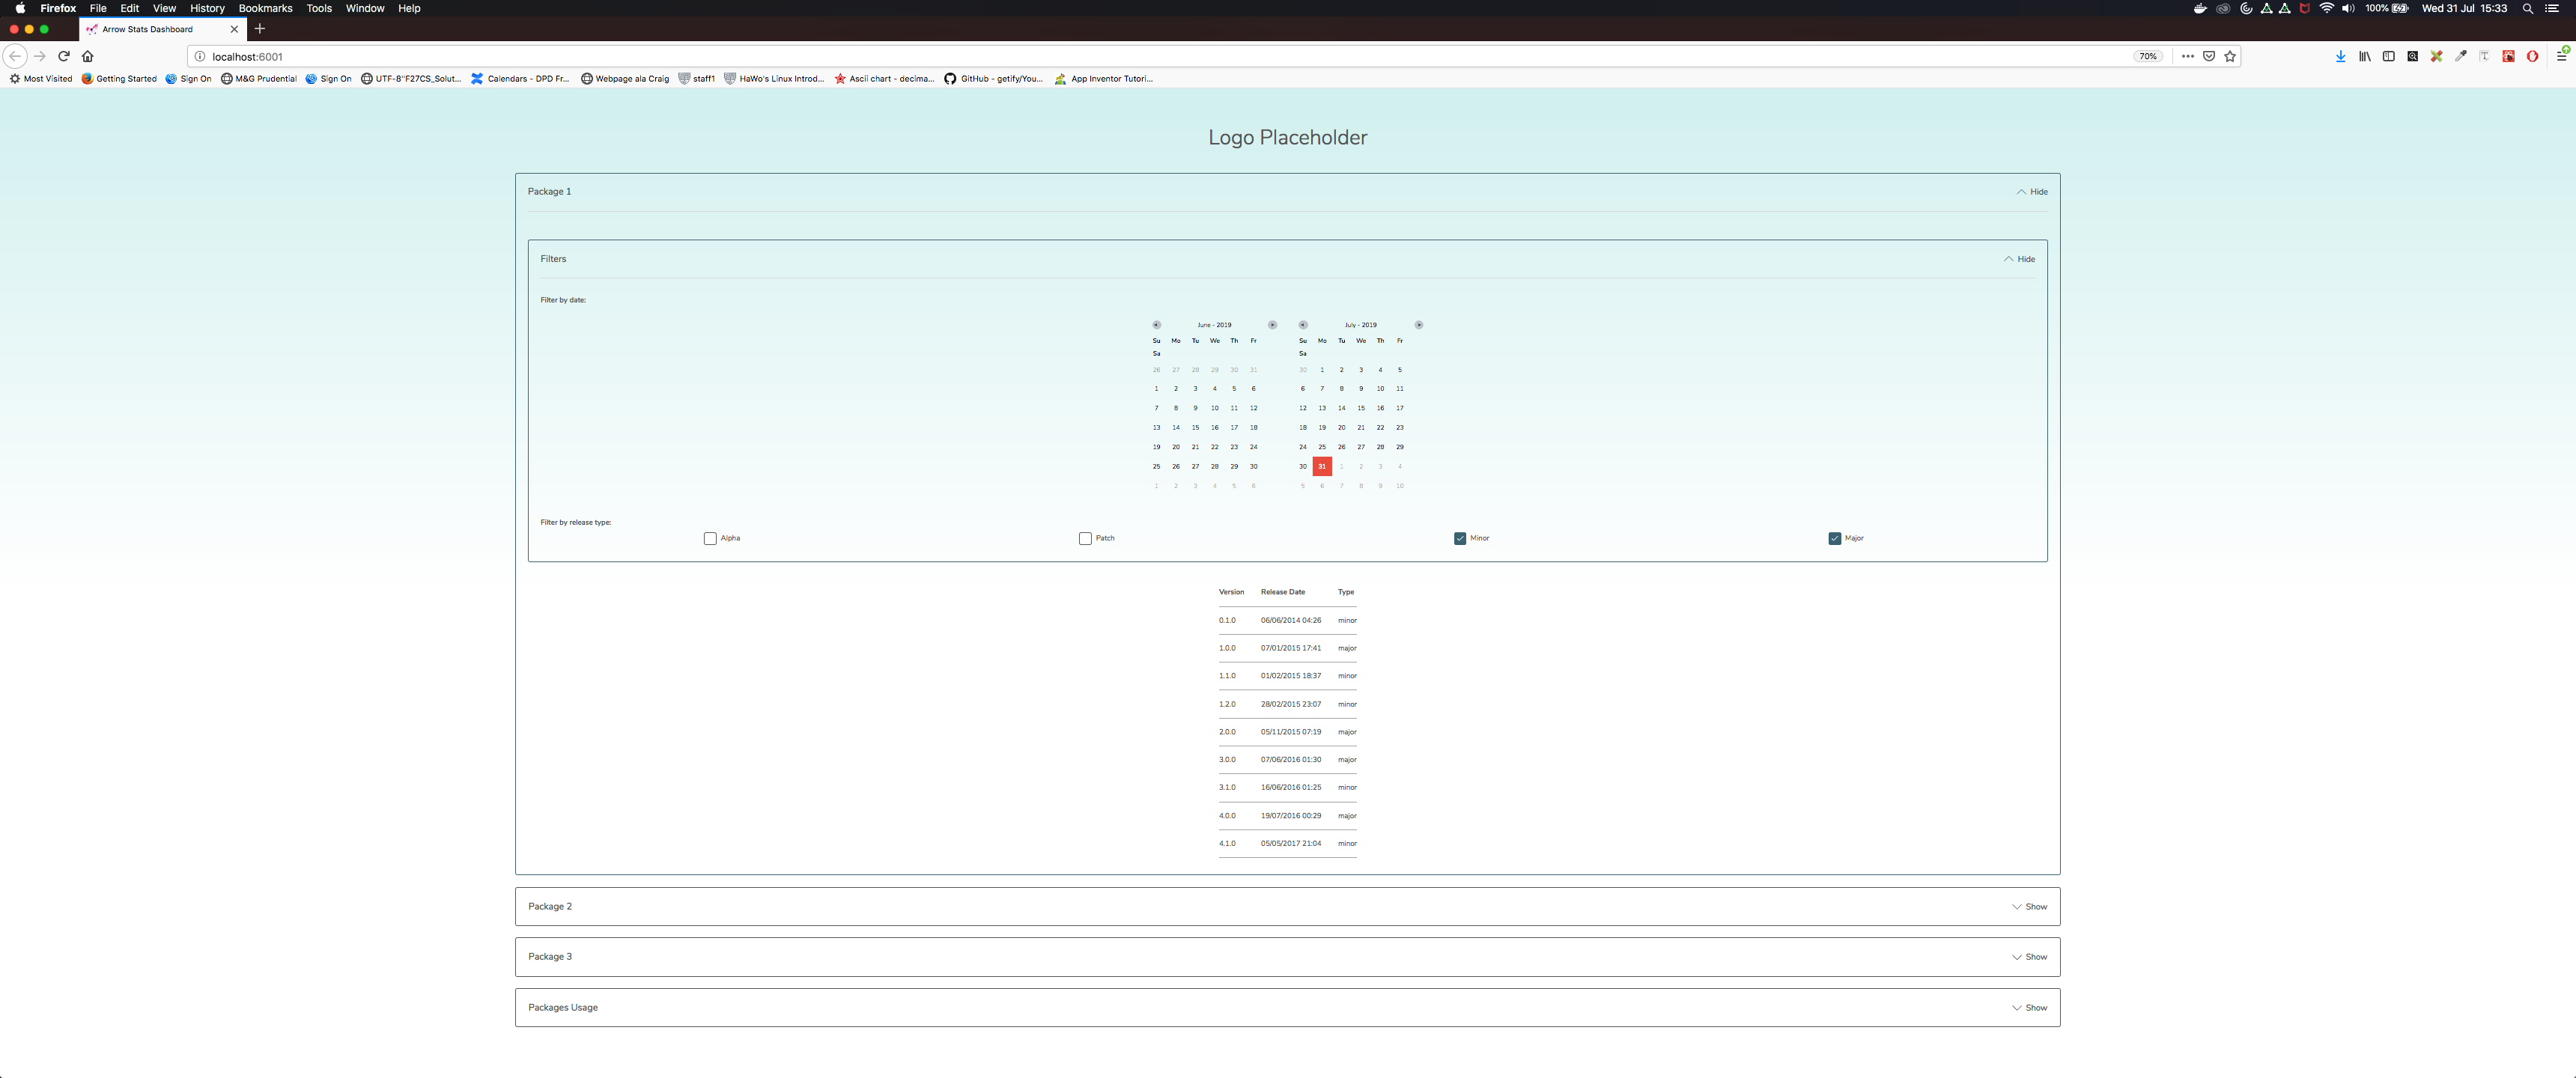 Firefox File Edit View History Bookmarks Tools Window Help 100% Wed 31 Jul 15:33
Arrow Stats Dashboard
localhost:6001 70%
Most Visited Getting Started Sign On M&G Prudential Sign On UTF-8"F27CS_Solut... Calendars - DPD Fr... Webpage ala Craig staff1 HaWo's Linux Introd... Ascii chart - decima... GitHub - getify/You... App Inventor Tutori...
Logo Placeholder
Package 1 Hide
Filters Hide
Filter by date:
June - 2019 July - 2019
Su Mo Tu We Th Fr Su Mo Tu We Th Fr
Sa Sa
26 27 28 29 30 31 30 1 2 3 4 5
1 2 3 4 5 6 6 7 8 9 10 11
7 8 9 10 11 12 12 13 14 15 16 17
13 14 15 16 17 18 18 19 20 21 22 23
19 20 21 22 23 24 24 25 26 27 28 29
25 26 27 28 29 30 30 31 1 2 3 4
1 2 3 4 5 6 5 6 7 8 9 10
Filter by release type:
Alpha Patch Minor Major
Version Release Date Type
0.1.0 06/06/2014 04:26 minor
1.0.0 07/01/2015 17:41 major
1.1.0 01/02/2015 18:37 minor
1.2.0 28/02/2015 23:07 minor
2.0.0 05/11/2015 07:19 major
3.0.0 07/06/2016 01:30 major
3.1.0 16/06/2016 01:25 minor
4.0.0 19/07/2016 00:29 major
4.1.0 05/05/2017 21:04 minor
Package 2 Show
Package 3 Show
Packages Usage Show